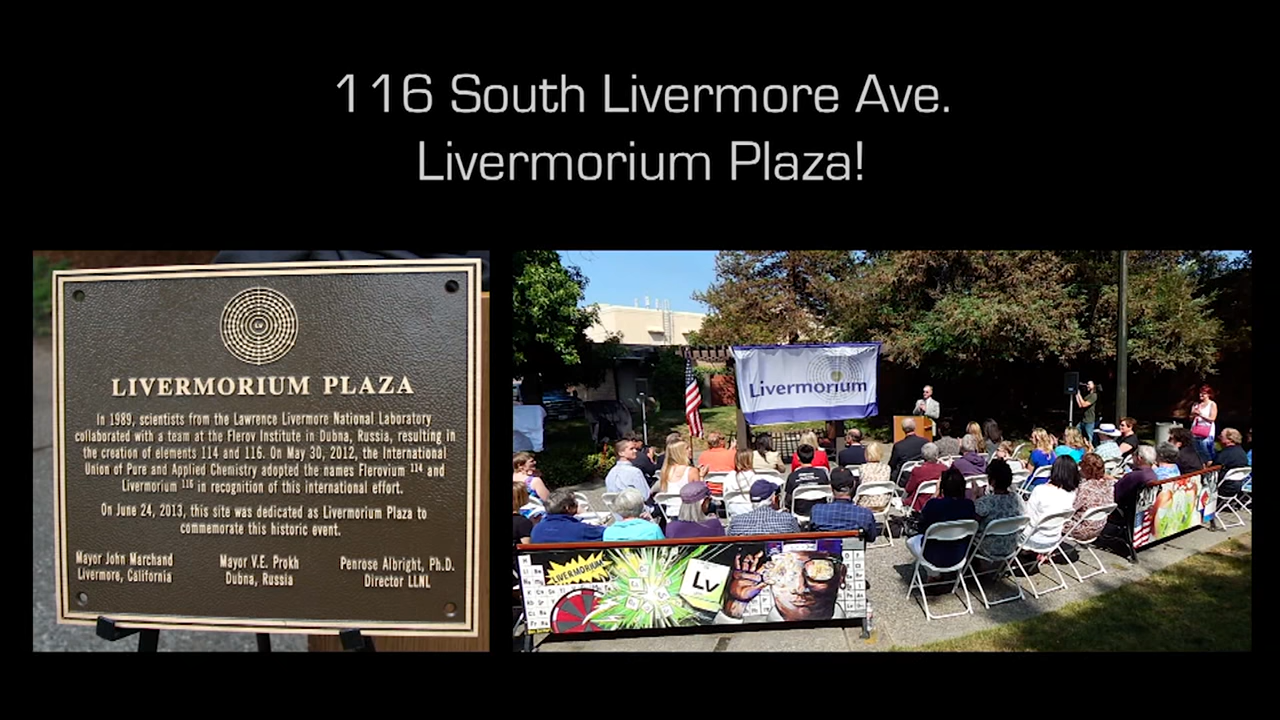 116 South Livermore Ave.
Livermorium Plaza!
LIVERMORIUM PLAZA
In 1989, scientists from the Lawrence Livermore National Laboratory
collaborated with a team at the Flerov Institute in Dubna, Russia, resulting in
the creation of elements 114 and 116. On May 30, 2012, the International
Union of Pure and Applied Chemistry adopted the names Flerovium 114 and
Livermorium 116 in recognition of this international effort.
On June 24, 2013, this site was dedicated as Livermorium Plaza to
commemorate this historic event.
Mayor John Marchand
Livermore, California
Mayor V.E. Prokh
Dubna, Russia
Penrose Albright, Ph.D.
Director LLNL
Livermorium
LIVERMORIUM
Lv